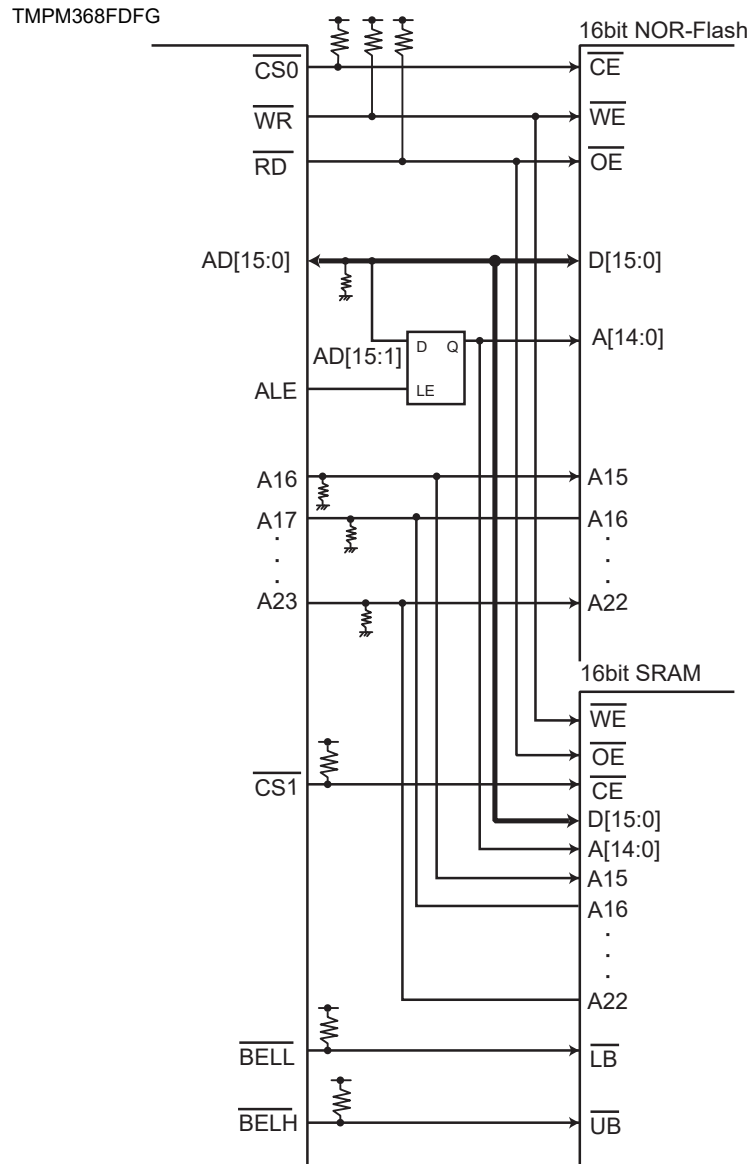 TMPM368FDFG
16bit NOR-Flash
CS0
CE
WR
WE
RD
OE
AD[15:0]
D[15:0]
AD[15:1]
D Q
LE
A[14:0]
ALE
A16
A15
A17
A16
.
.
.
.
.
.
A23
A22
16bit SRAM
WE
OE
CS1
CE
D[15:0]
A[14:0]
A15
A16
.
.
.
A22
BELL
LB
BELH
UB